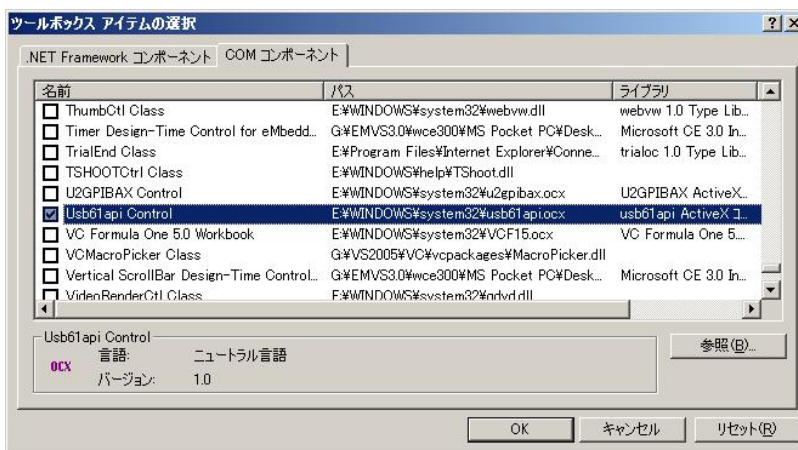 ツールボックス アイテムの選択
.NET Framework コンポーネント COM コンポーネント
名前 パス ライブラリ
ThumbCtl Class E:¥WINDOWS¥system32¥webvw.dll webvw 1.0 Type Lib...
Timer Design-Time Control for eMbedd... G:¥EMVS3.0¥wce300¥MS Pocket PC¥Desk... Microsoft CE 3.0 In...
TrialEnd Class E:¥Program Files¥Internet Explorer¥Conne... trialoc 1.0 Type Lib...
TSHOOTCtrl Class E:¥WINDOWS¥help¥TShoot.dll
U2GPIBAX Control E:¥WINDOWS¥system32¥u2gpibax.ocx U2GPIBAX ActiveX...
Usb61api Control E:¥WINDOWS¥system32¥usb61api.ocx usb61api ActiveX コ...
VC Formula One 5.0 Workbook E:¥WINDOWS¥system32¥VCF15.ocx VC Formula One 5....
VCMacroPicker Class G:¥VS2005¥VC¥vcpackages¥MacroPicker.dll
Vertical ScrollBar Design-Time Control... G:¥EMVS3.0¥wce300¥MS Pocket PC¥Desk... Microsoft CE 3.0 In...
VideoRenderCtl Class E:¥WINDOWS¥system32¥qdvd.dll
Usb61api Control
参照(B)...
OCX 言語: ニュートラル言語
バージョン: 1.0
OK キャンセル リセット(R)